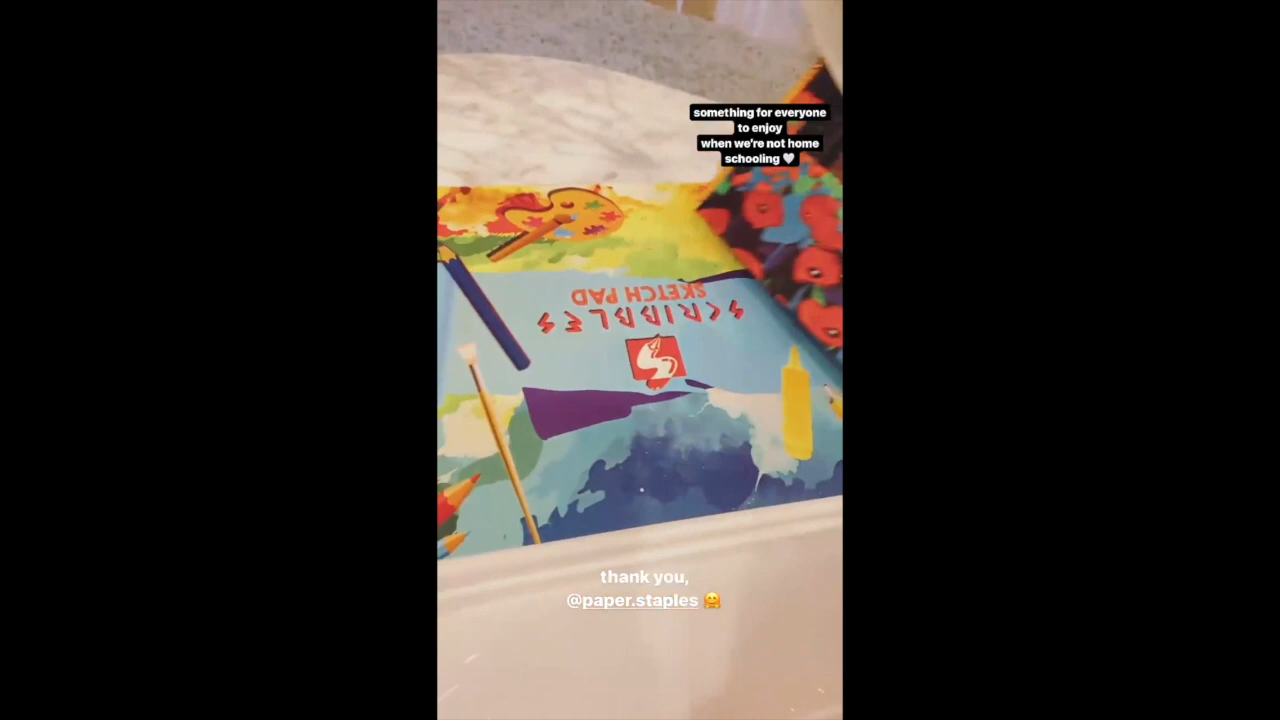 something for everyone
to enjoy
when we're not home
schooling 🤍
SKETCH PAD
SCRIBBLES
thank you,
@paper.staples 🤗